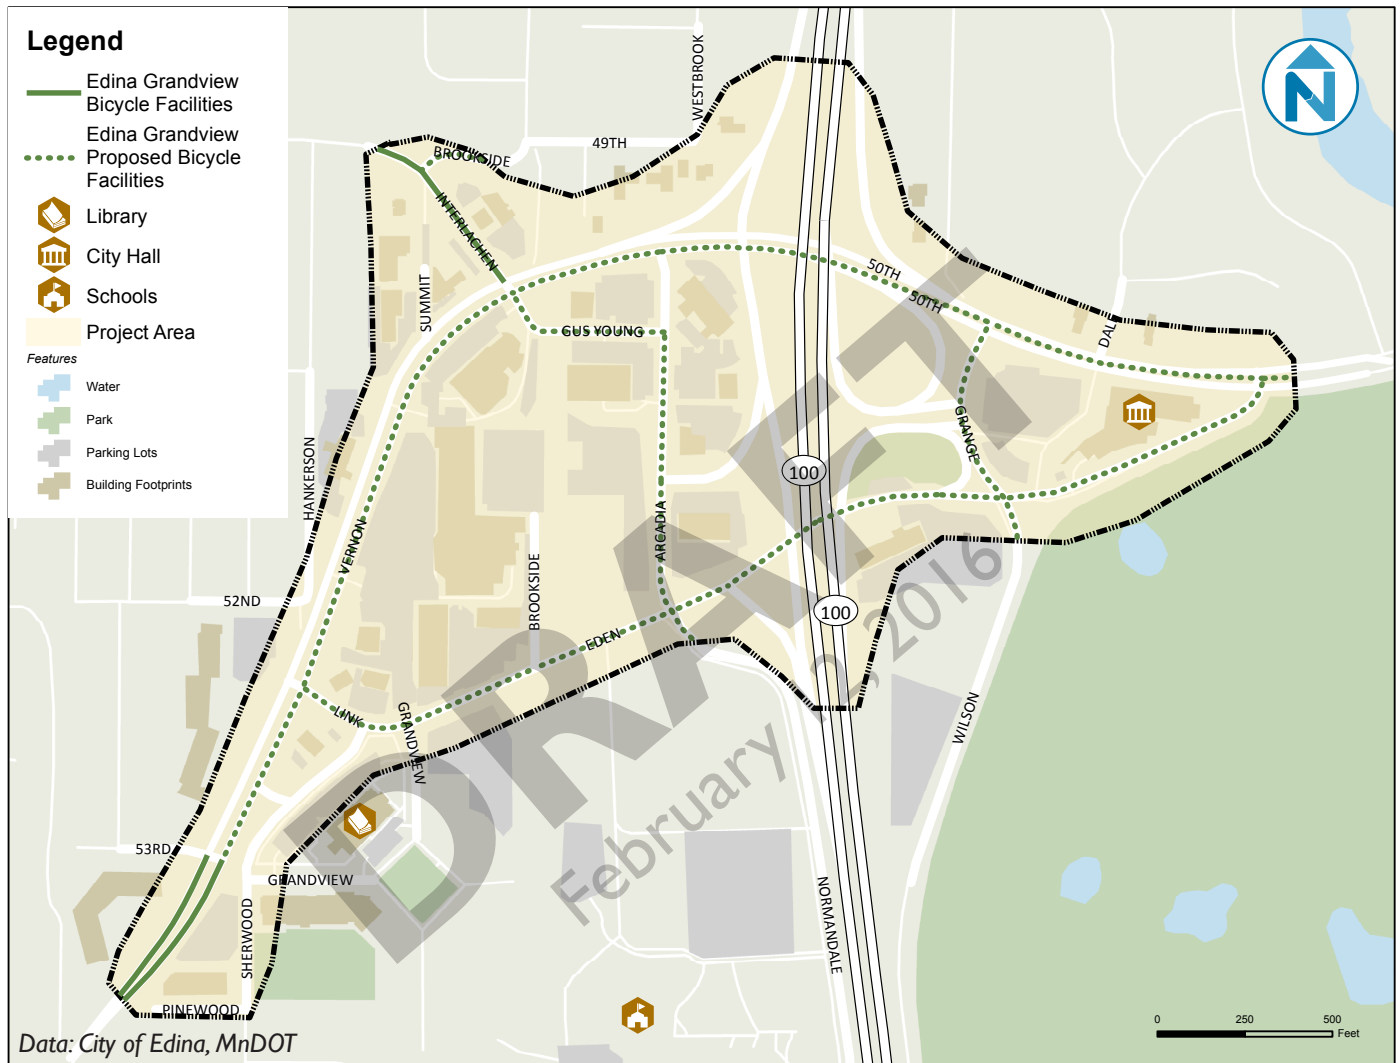 Legend
Edina Grandview
Bicycle Facilities
Edina Grandview
Proposed Bicycle
Facilities
Library
City Hall
Schools
Project Area
Features
Water
Park
Parking Lots
Building Footprints
N
WESTBROOK
49TH
BROOKSIDE
INTERLACHEN
SUMMIT
50TH
50TH
GUS YOUNG
DAL
GRANGE
HANKERSON
100
VERNON
ARCADIA
BROOKSIDE
52ND
100
EDEN
LINK
GRANDVIEW
WILSON
53RD
GRANDVIEW
SHERWOOD
NORMANDALE
PINEWOOD
DRAFT
February 2, 2016
0 250 500
Feet
Data: City of Edina, MnDOT